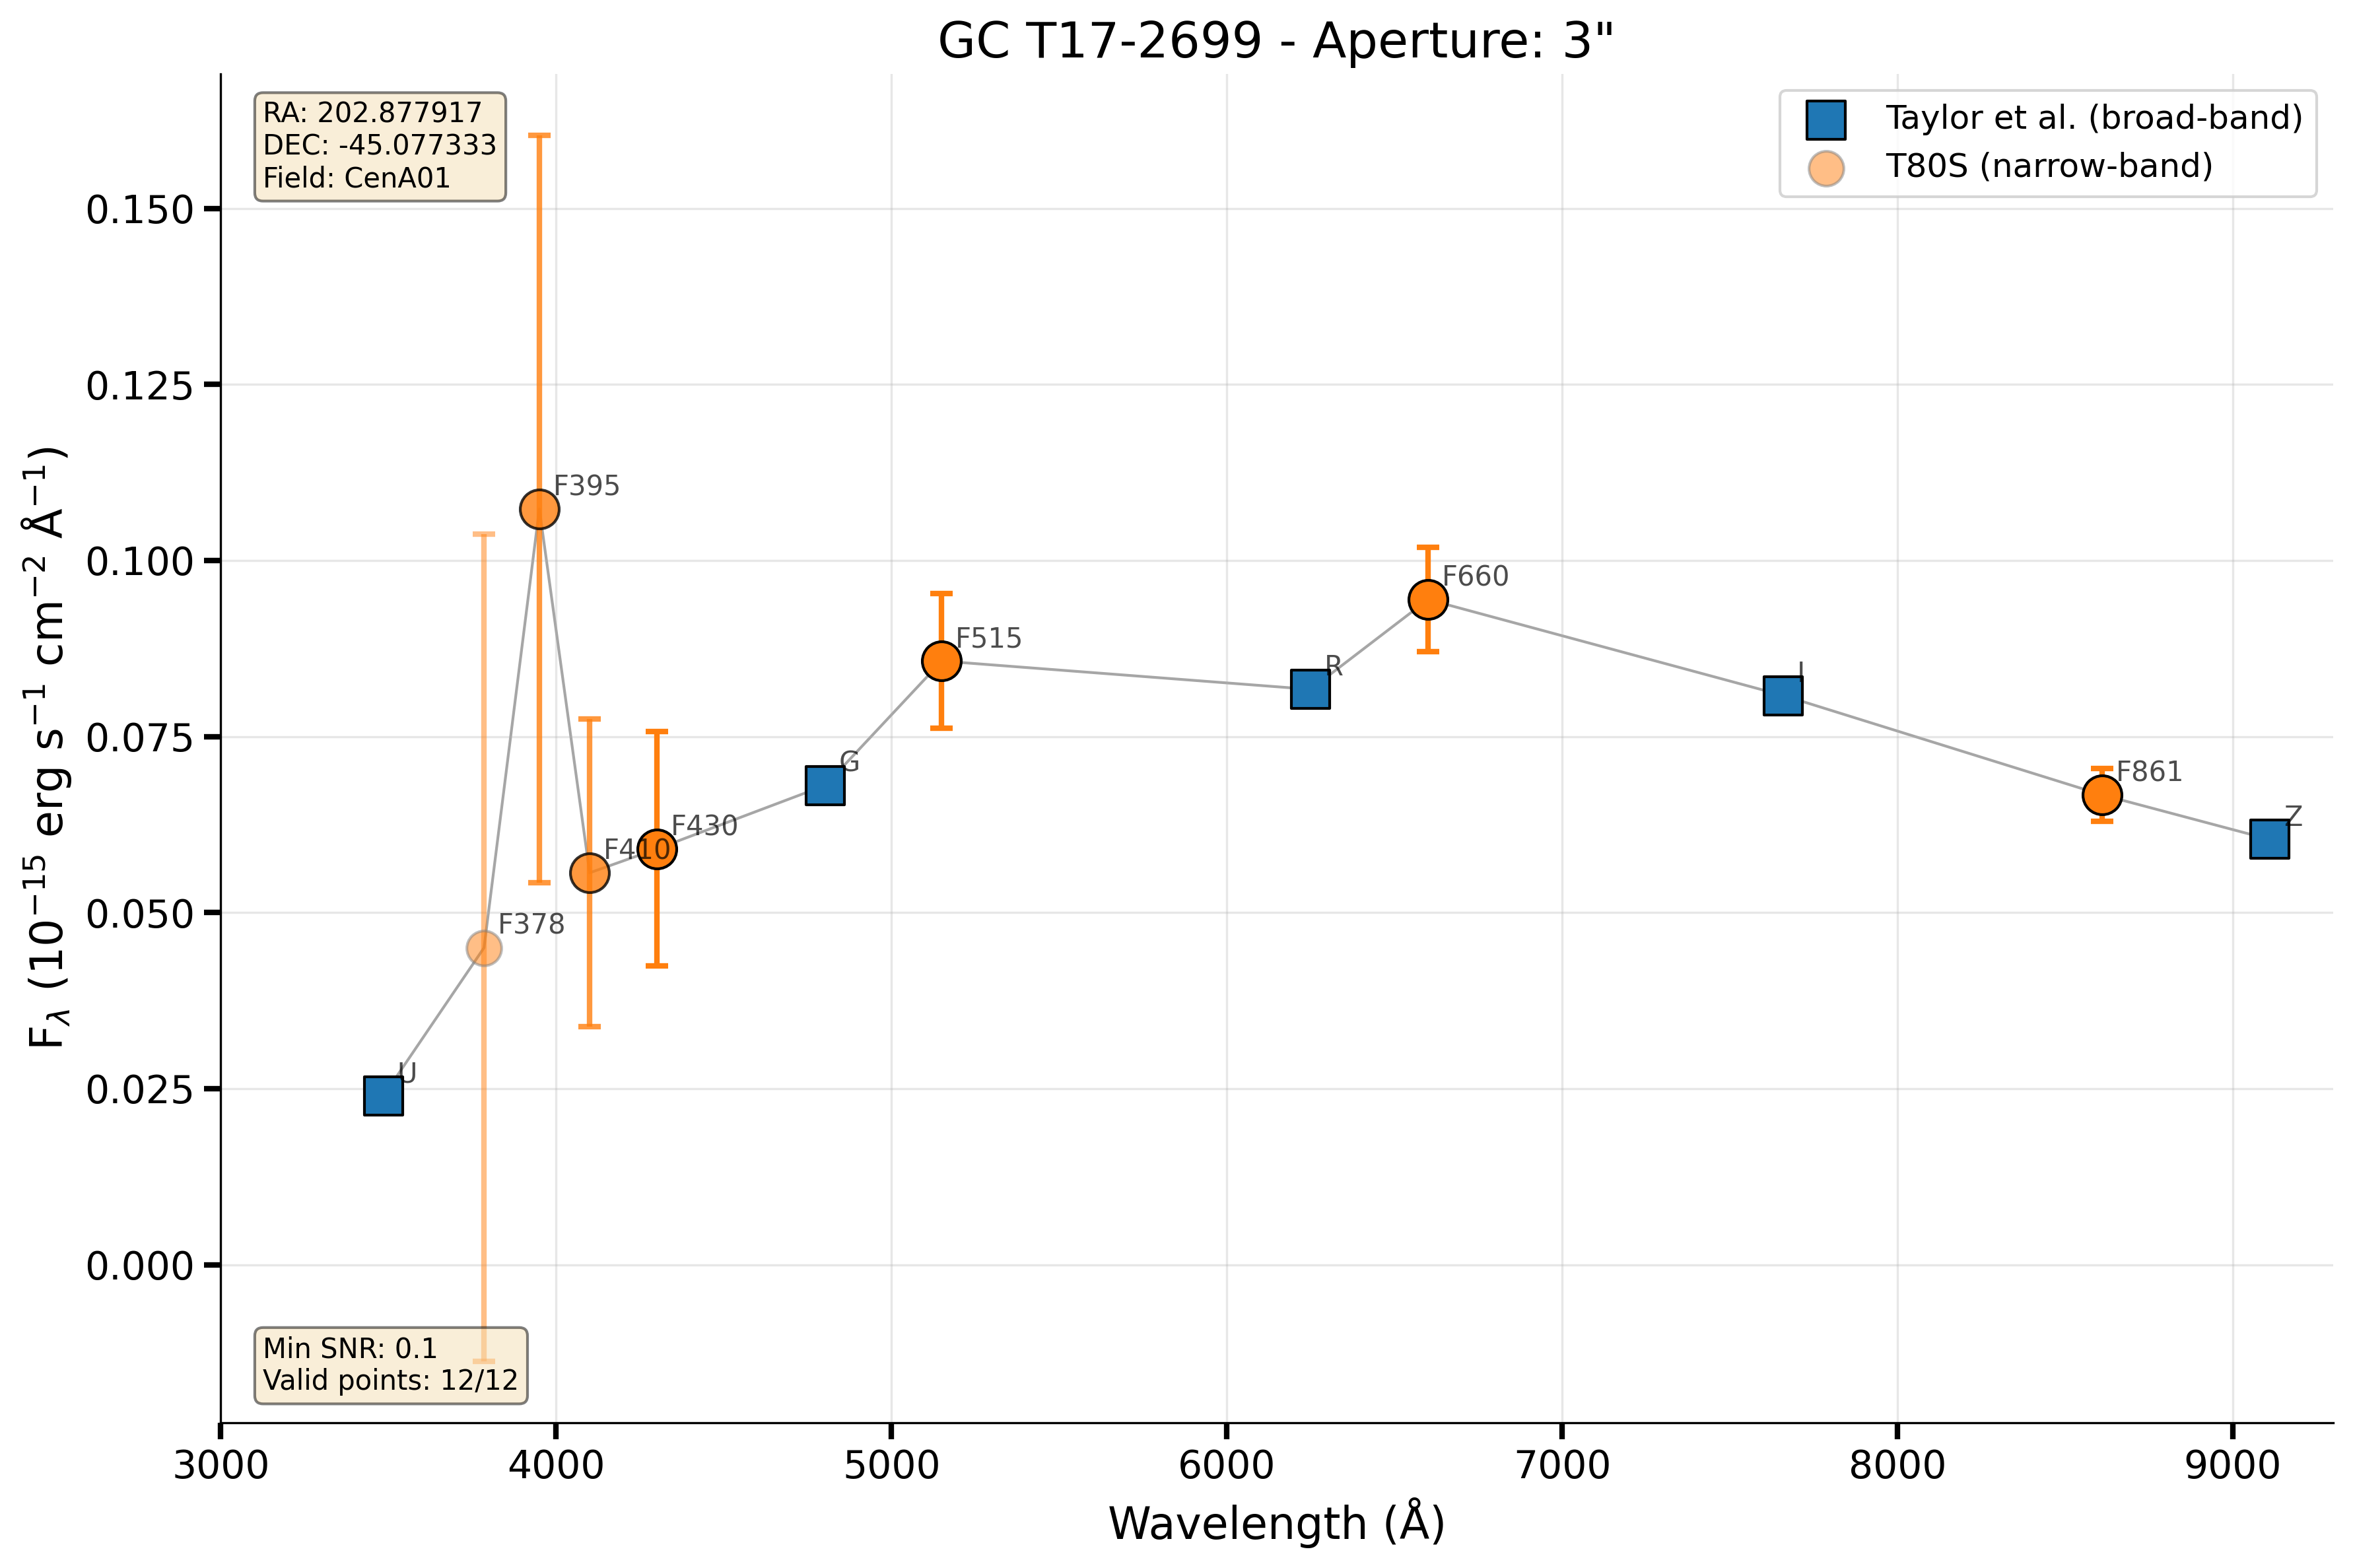 GC T17-2699 - Aperture: 3"
RA: 202.877917
DEC: -45.077333
Field: CenA01
Taylor et al. (broad-band)
T80S (narrow-band)
0.150
0.125
0.100
0.075
0.050
0.025
0.000
F395
F378
F410
F430
F515
F660
F861
U
G
R
I
Z
Min SNR: 0.1
Valid points: 12/12
3000
4000
5000
6000
7000
8000
9000
Wavelength (Å)
F_λ (10⁻¹⁵ erg s⁻¹ cm⁻² Å⁻¹)